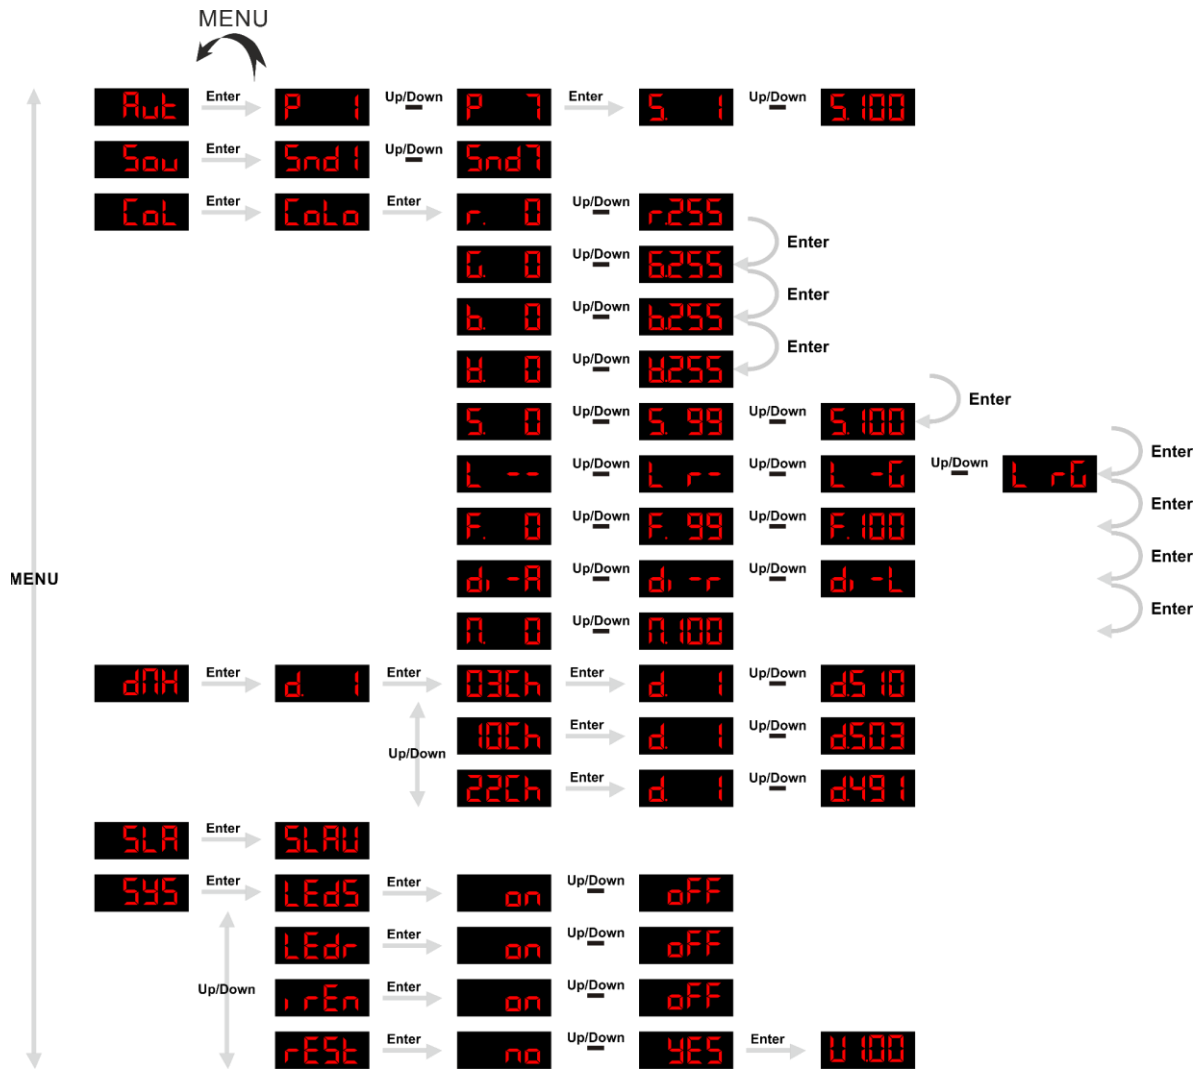 MENU
Aut Enter P 1 Up/Down P 7 Enter S. 1 Up/Down S.100
Sou Enter Snd1 Up/Down Snd7
CoL Enter CoLo Enter r. 0 Up/Down r.255
Enter
G. 0 Up/Down G.255
Enter
b. 0 Up/Down b.255
Enter
W. 0 Up/Down W.255
Enter
S. 0 Up/Down S. 99 Up/Down S.100
Enter
L -- Up/Down L r- Up/Down L -G Up/Down L rG
Enter
F. 0 Up/Down F. 99 Up/Down F.100
Enter
di -A Up/Down di -r Up/Down di -L
MENU
Enter
M. 0 Up/Down M.100
dMX Enter d. 1 Enter 03Ch Enter d. 1 Up/Down d.510
Up/Down
10Ch Enter d. 1 Up/Down d.503
22Ch Enter d. 1 Up/Down d.491
SLA Enter SLAU
SYS Enter LEdS Enter on Up/Down oFF
Up/Down
LEdr Enter on Up/Down oFF
irEn Enter on Up/Down oFF
rESt Enter no Up/Down yES Enter U1.00